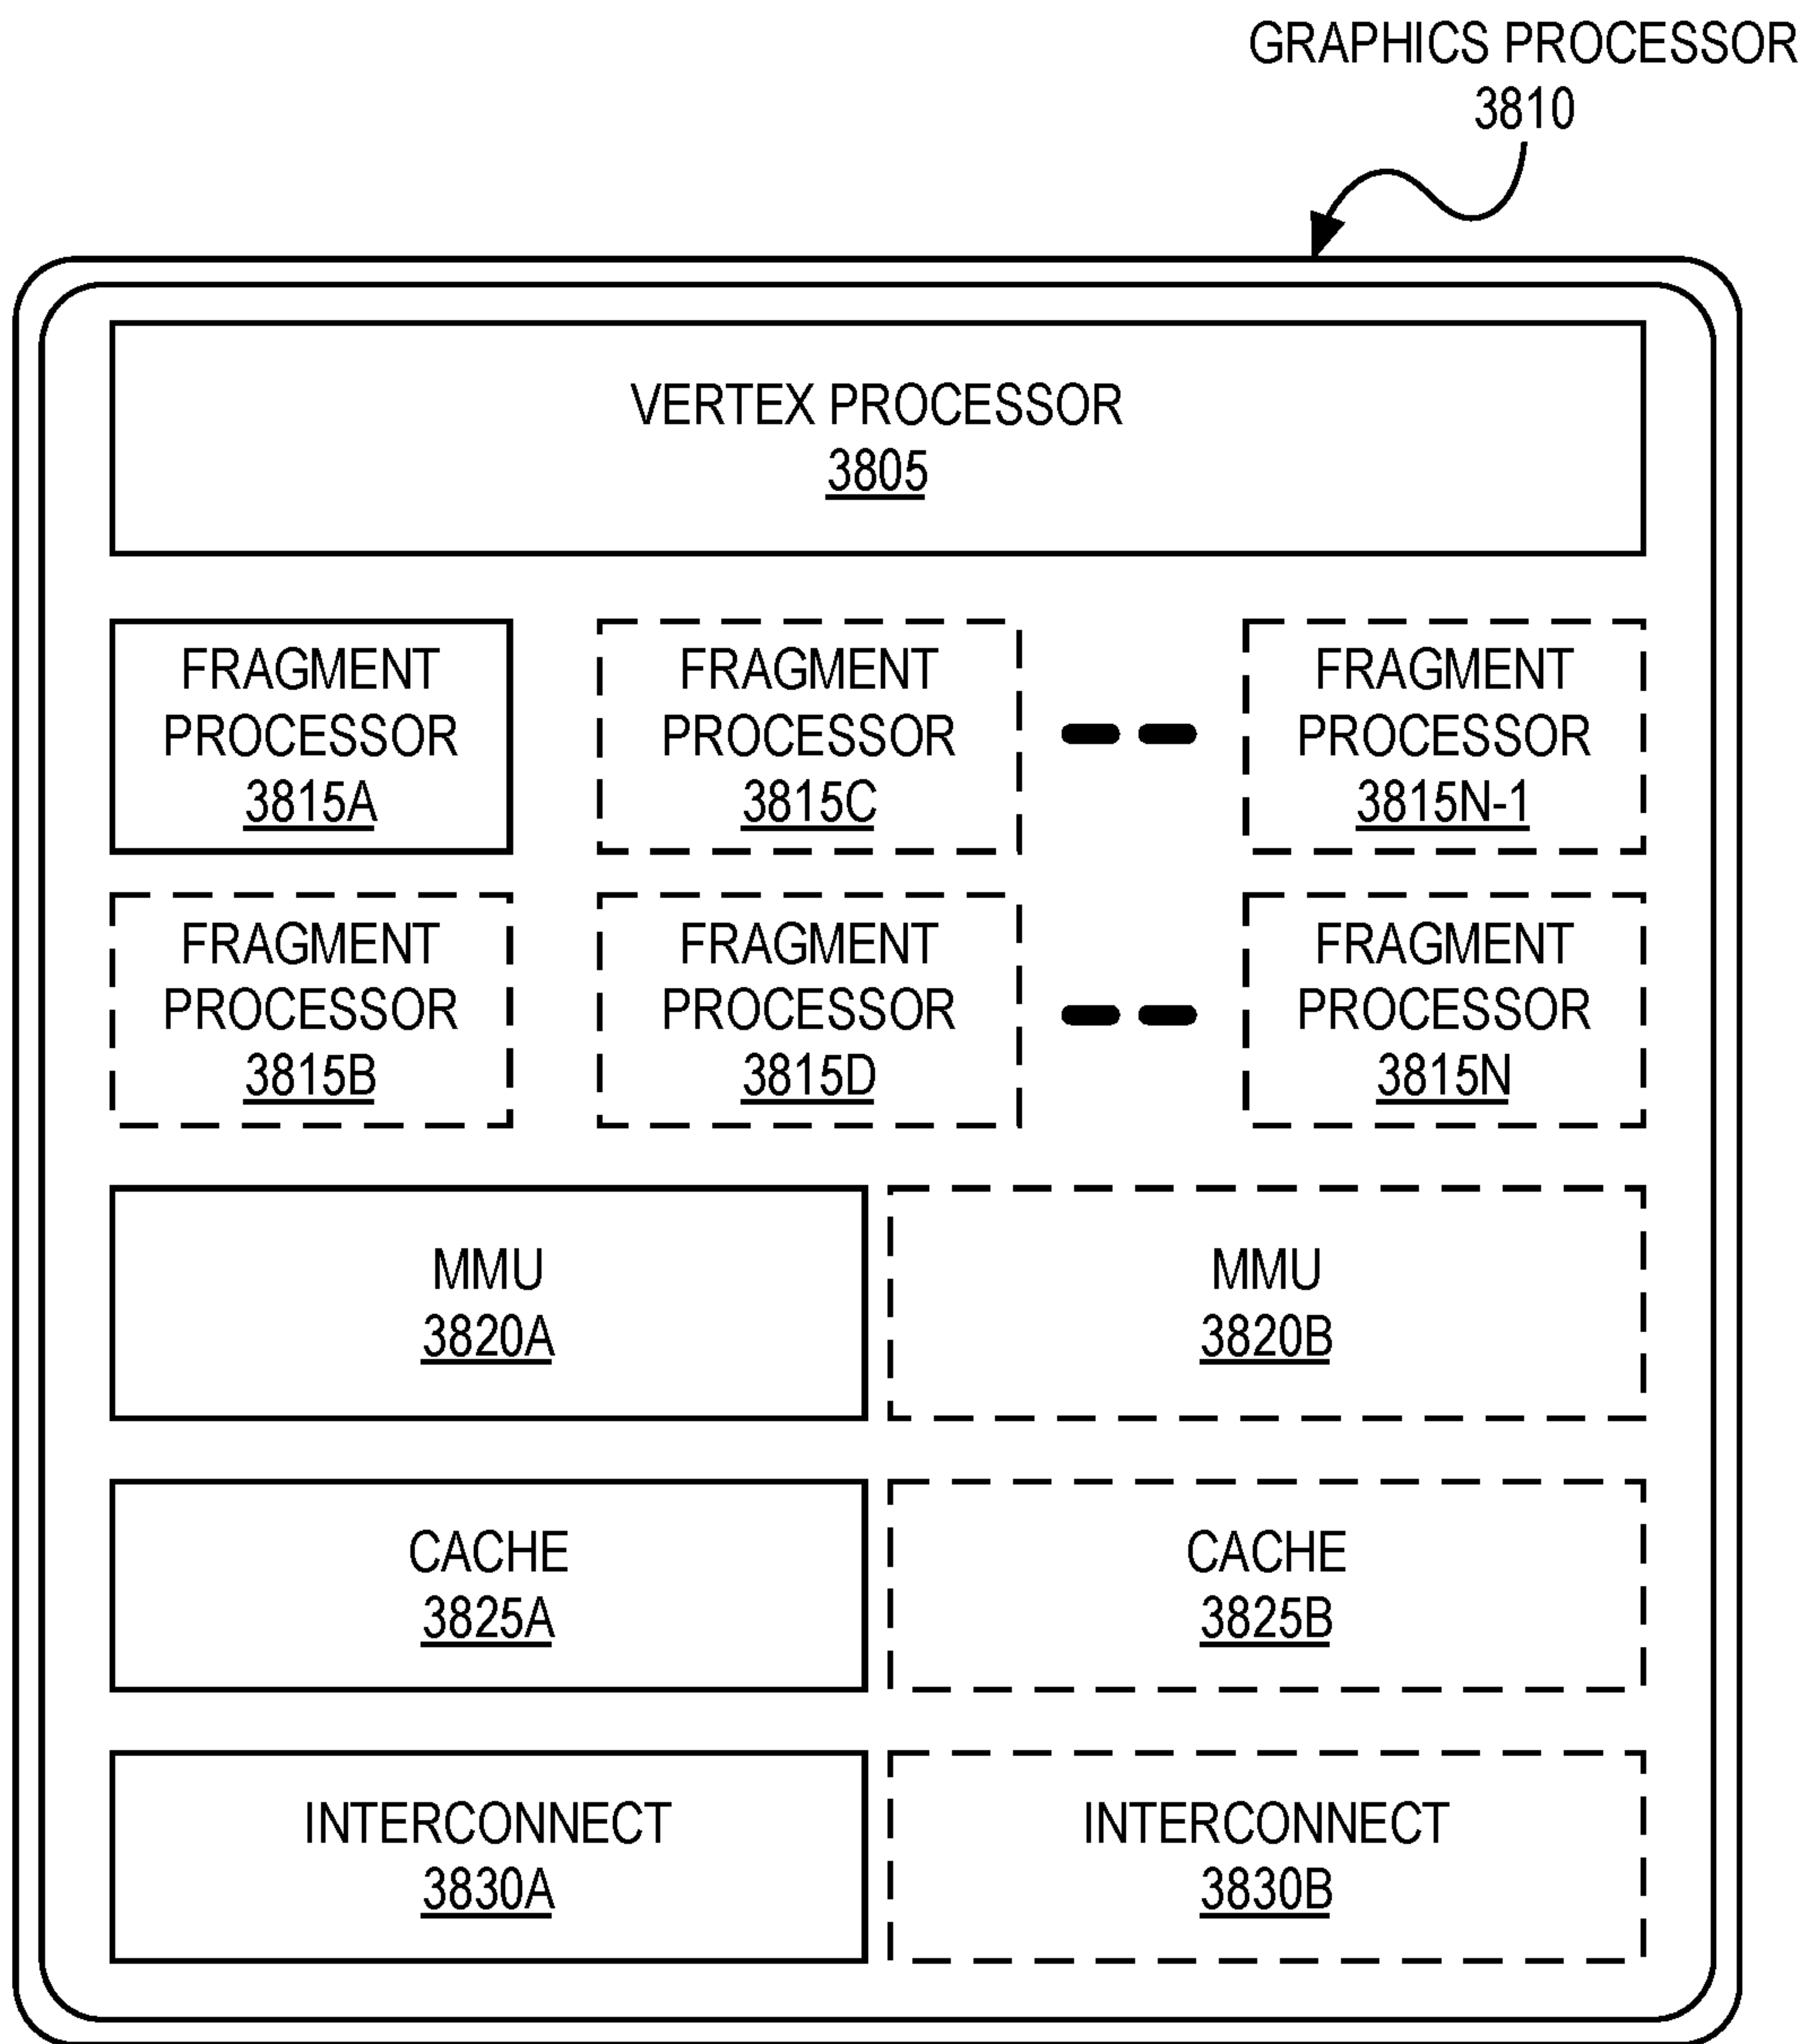 GRAPHICS PROCESSOR
3810
VERTEX PROCESSOR
3805
FRAGMENT
PROCESSOR
3815A
FRAGMENT
PROCESSOR
3815C
FRAGMENT
PROCESSOR
3815N-1
FRAGMENT
PROCESSOR
3815B
FRAGMENT
PROCESSOR
3815D
FRAGMENT
PROCESSOR
3815N
MMU
3820A
MMU
3820B
CACHE
3825A
CACHE
3825B
INTERCONNECT
3830A
INTERCONNECT
3830B